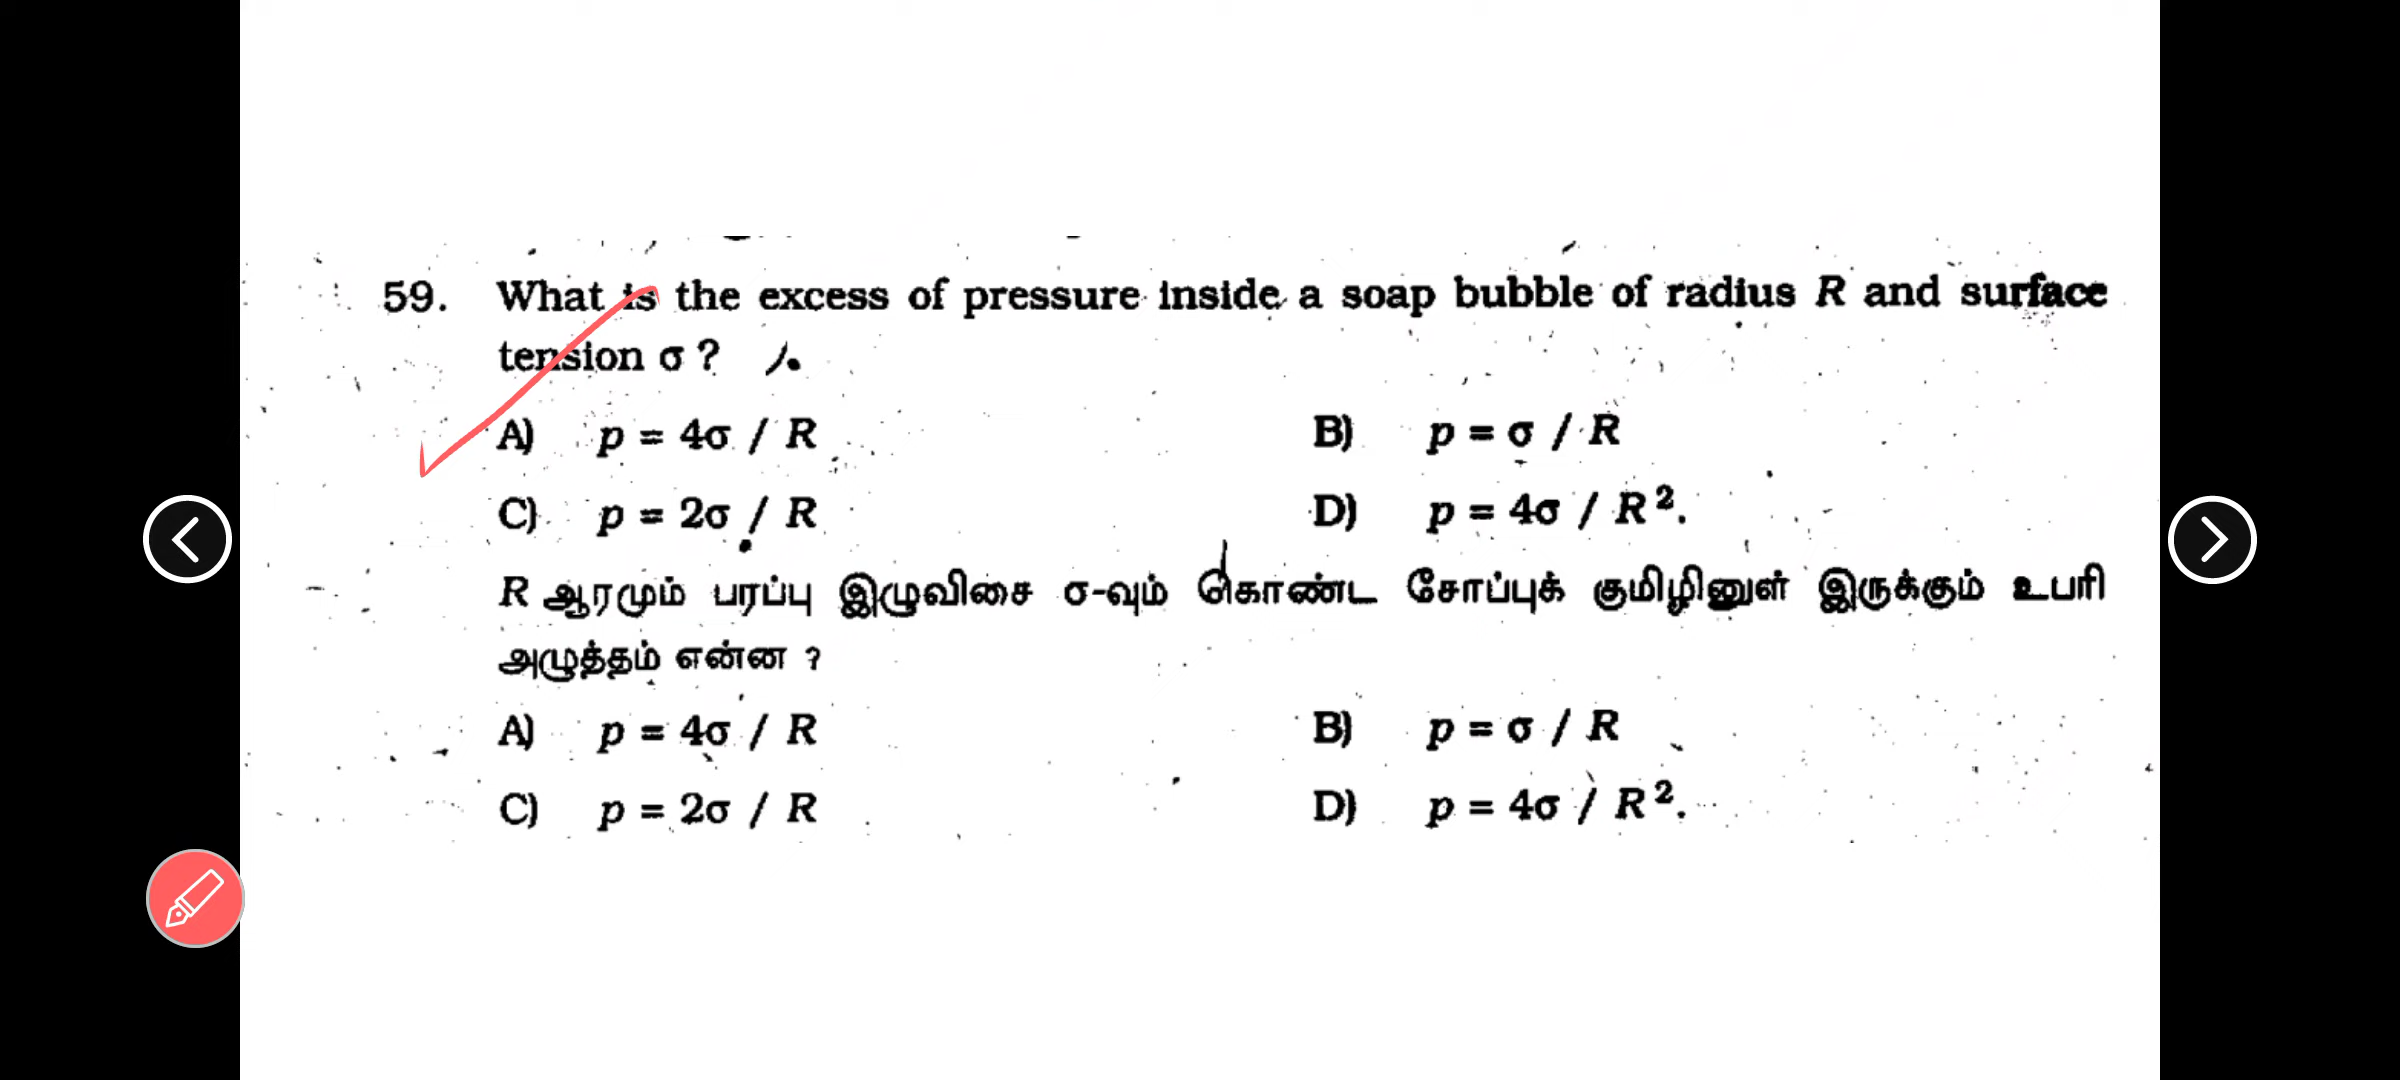 59. What is the excess of pressure inside a soap bubble of radius R and surface
tension σ ?
A) p = 4σ / R B) p = σ / R
C) p = 2σ / R D) p = 4σ / R².
R ஆரமும் பரப்பு இழுவிசை σ-வும் கொண்ட சோப்புக் குமிழினுள் இருக்கும் உபரி
அழுத்தம் என்ன ?
A) p = 4σ / R B) p = σ / R
C) p = 2σ / R D) p = 4σ / R².